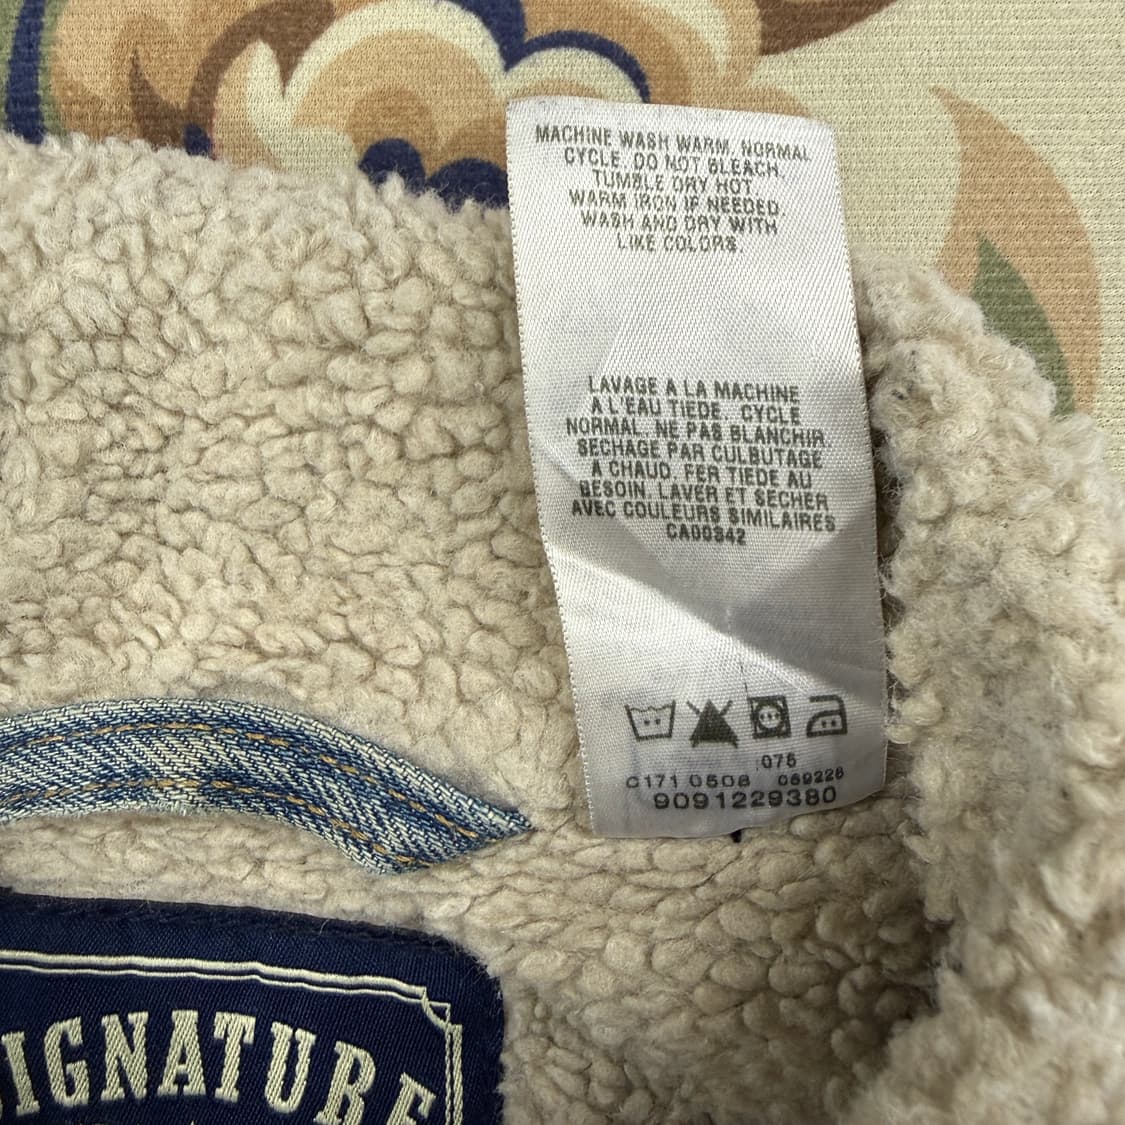 MACHINE WASH WARM, NORMAL
CYCLE. DO NOT BLEACH.
TUMBLE DRY HOT.
WARM IRON IF NEEDED.
WASH AND DRY WITH
LIKE COLORS.
LAVAGE A LA MACHINE
A L'EAU TIEDE. CYCLE
NORMAL. NE PAS BLANCHIR.
SECHAGE PAR CULBUTAGE
A CHAUD. FER TIEDE AU
BESOIN. LAVER ET SECHER
AVEC COULEURS SIMILAIRES
CA00342
075
C171 0508 069226
9091229380
SIGNATURE